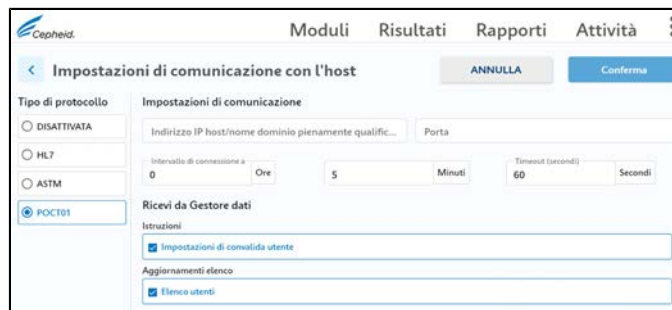 Cepheid.
Moduli Risultati Rapporti Attività
Impostazioni di comunicazione con l'host ANNULLA Conferma
Tipo di protocollo
DISATTIVATA
HL7
ASTM
POCT01
Impostazioni di comunicazione
Indirizzo IP host/nome dominio pienamente qualific... Porta
Intervallo di connessione a Timeout (secondi)
0 Ore 5 Minuti 60 Secondi
Ricevi da Gestore dati
Istruzioni
Impostazioni di convalida utente
Aggiornamenti elenco
Elenco utenti